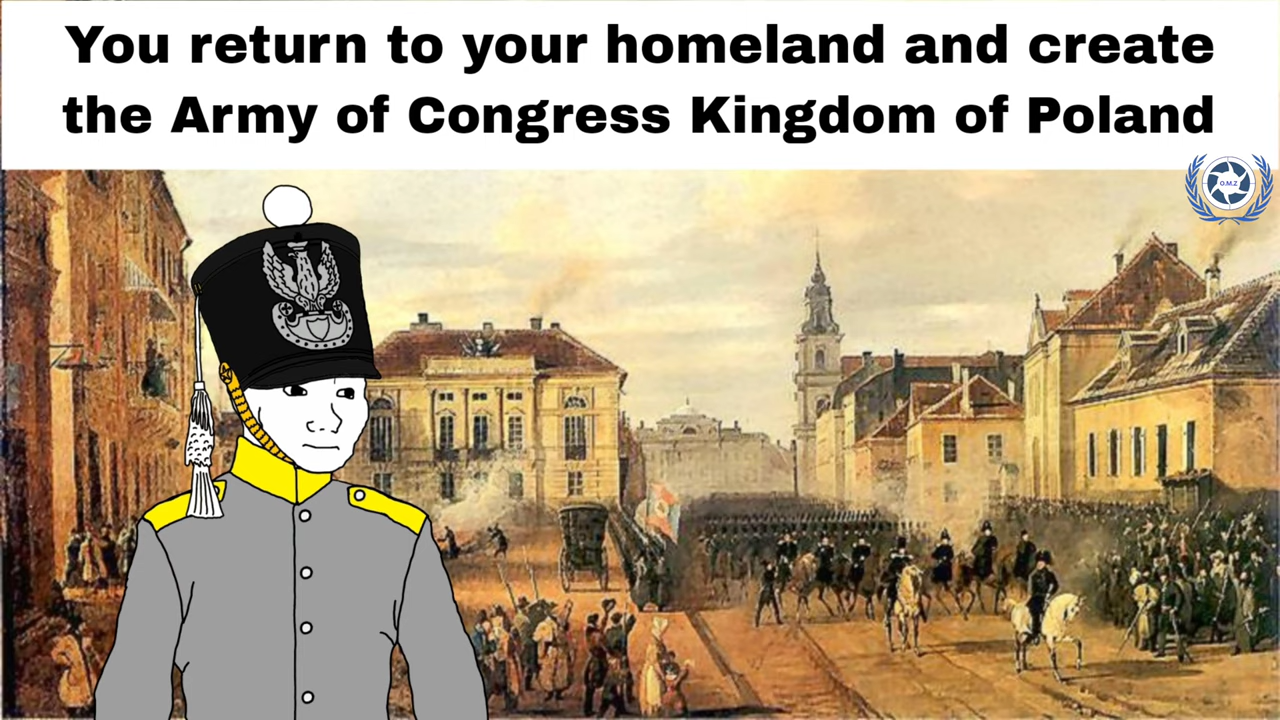 You return to your homeland and create
the Army of Congress Kingdom of Poland
O.M.Z